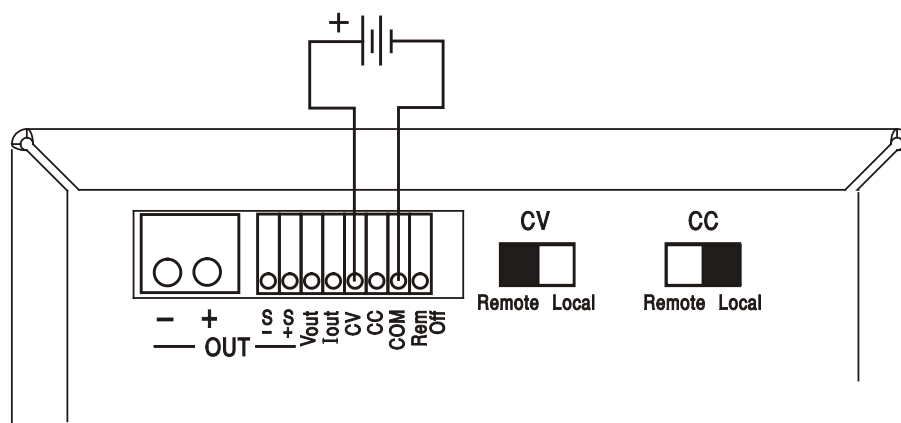 +
CV CC
Remote Local Remote Local
- +
OUT
S -
S +
Vout
Iout
CV
CC
COM
Rem Off